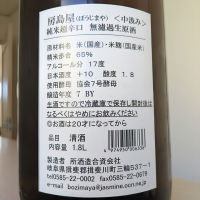 房島屋(ぼうじまや) <中汲み>
純米超辛口 無濾過生原酒
原材料名 米(国産)・米麹(国産米)
精米歩合 65%
アルコール分 17度
日本酒度 +10 酸度 1.8
使用酵母 協会7号酵母
醸造年度 7 BY
生酒ですので冷蔵庫で保存し開封後は
なるべくはやめにお飲みください
お酒は20才になってから
品目 清酒
内容量 1.8L
製造者 所酒造合資会社
岐阜県揖斐郡揖斐川町三輪537-1
℡0585-22-0002 fax0585-22-0374
e-mail
bozimaya@jasmine.ocn.ne.jp